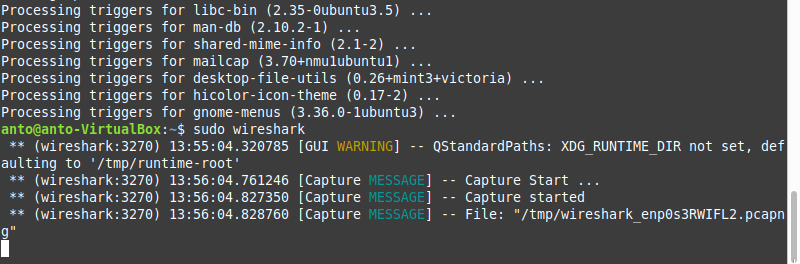 Processing triggers for libc-bin (2.35-0ubuntu3.5) ...
Processing triggers for man-db (2.10.2-1) ...
Processing triggers for shared-mime-info (2.1-2) ...
Processing triggers for mailcap (3.70+nmu1ubuntu1) ...
Processing triggers for desktop-file-utils (0.26+mint3+victoria) ...
Processing triggers for hicolor-icon-theme (0.17-2) ...
Processing triggers for gnome-menus (3.36.0-1ubuntu3) ...
anto@anto-VirtualBox:~$ sudo wireshark
 ** (wireshark:3270) 13:55:04.320785 [GUI WARNING] -- QStandardPaths: XDG_RUNTIME_DIR not set, def
aulting to '/tmp/runtime-root'
 ** (wireshark:3270) 13:56:04.761246 [Capture MESSAGE] -- Capture Start ...
 ** (wireshark:3270) 13:56:04.827350 [Capture MESSAGE] -- Capture started
 ** (wireshark:3270) 13:56:04.828760 [Capture MESSAGE] -- File: "/tmp/wireshark_enp0s3RWIFL2.pcapn
g"